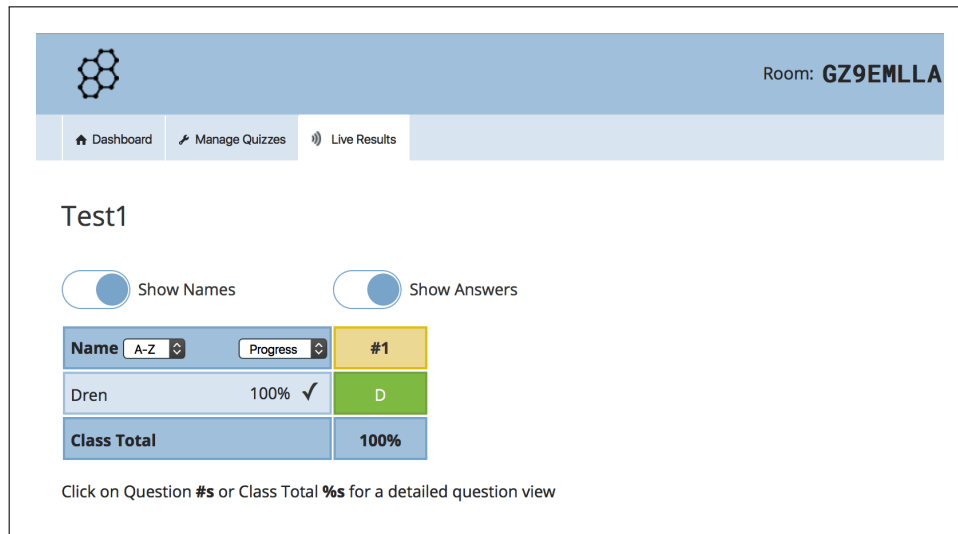 Room: GZ9EMLLA
Dashboard Manage Quizzes Live Results
Test1
Show Names Show Answers
Name A-Z Progress #1
Dren 100% ✓ D
Class Total 100%
Click on Question #s or Class Total %s for a detailed question view